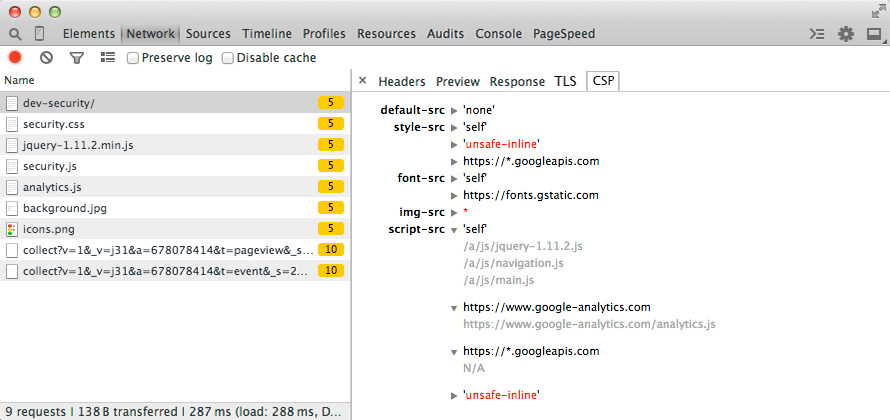 Elements Network Sources Timeline Profiles Resources Audits Console PageSpeed
Preserve log Disable cache
Name
dev-security/ 5
security.css 5
jquery-1.11.2.min.js 5
security.js 5
analytics.js 5
background.jpg 5
icons.png 5
collect?v=1&_v=j31&a=678078414&t=pageview&_s... 10
collect?v=1&_v=j31&a=678078414&t=event&_s=2... 10
9 requests | 138 B transferred | 287 ms (load: 288 ms, D...
× Headers Preview Response TLS CSP
default-src ▶ 'none'
style-src ▶ 'self'
▶ 'unsafe-inline'
▶ https://*.googleapis.com
font-src ▶ 'self'
▶ https://fonts.gstatic.com
img-src ▶ *
script-src ▼ 'self'
/a/js/jquery-1.11.2.js
/a/js/navigation.js
/a/js/main.js
▼ https://www.google-analytics.com
https://www.google-analytics.com/analytics.js
▼ https://*.googleapis.com
N/A
▶ 'unsafe-inline'